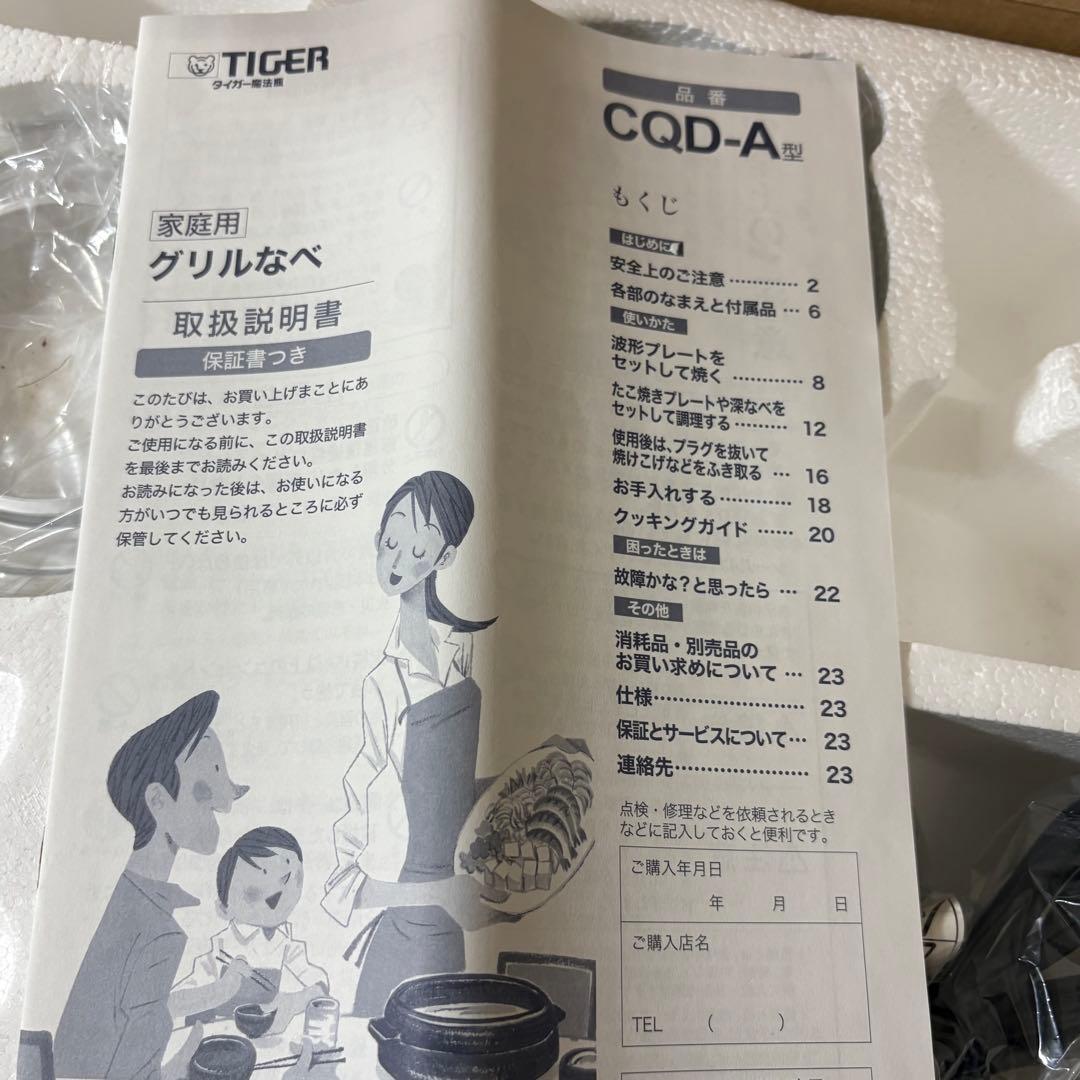 TIGER
タイガー魔法瓶
家庭用
グリルなべ
取扱説明書
保証書つき
このたびは、お買い上げまことにあ
りがとうございます。
ご使用になる前に、この取扱説明書
を最後までお読みください。
お読みになった後は、お使いになる
方がいつでも見られるところに必ず
保管してください。
品番
CQD-A型
もくじ
はじめに
安全上のご注意………… 2
各部のなまえと付属品 … 6
使いかた
波形プレートを
セットして焼く ………… 8
たこ焼きプレートや深なべを
セットして調理する……… 12
使用後は、プラグを抜いて
焼けこげなどをふき取る … 16
お手入れする………… 18
クッキングガイド …… 20
困ったときは
故障かな?と思ったら … 22
その他
消耗品・別売品の
お買い求めについて … 23
仕様…………………… 23
保証とサービスについて… 23
連絡先………………… 23
点検・修理などを依頼されるとき
などに記入しておくと便利です。
ご購入年月日
年 月 日
ご購入店名
TEL ( )